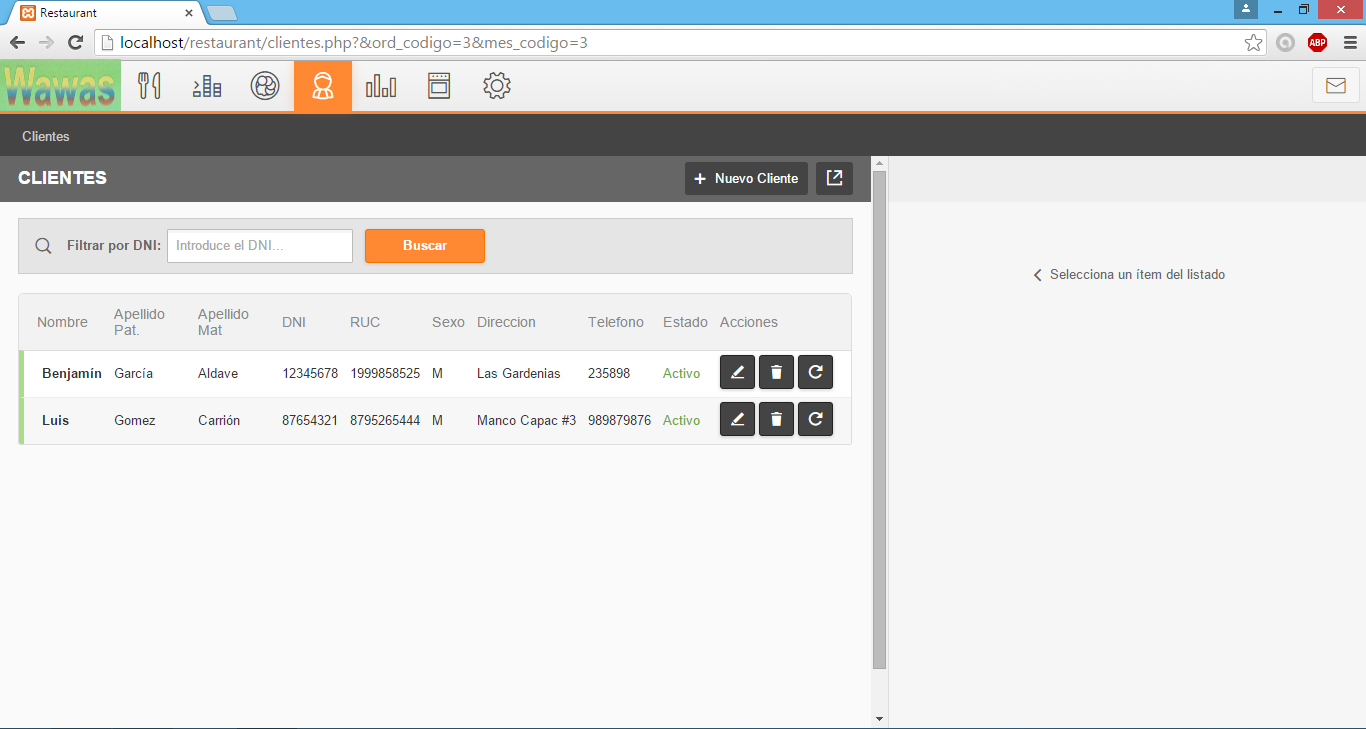 Restaurant
localhost/restaurant/clientes.php?&ord_codigo=3&mes_codigo=3
ABP
Wawas
Clientes
CLIENTES
+ Nuevo Cliente
Filtrar por DNI: Introduce el DNI... Buscar
Selecciona un ítem del listado
Nombre Apellido Pat. Apellido Mat DNI RUC Sexo Direccion Telefono Estado Acciones
Benjamín García Aldave 12345678 1999858525 M Las Gardenias 235898 Activo
Luis Gomez Carrión 87654321 8795265444 M Manco Capac #3 989879876 Activo